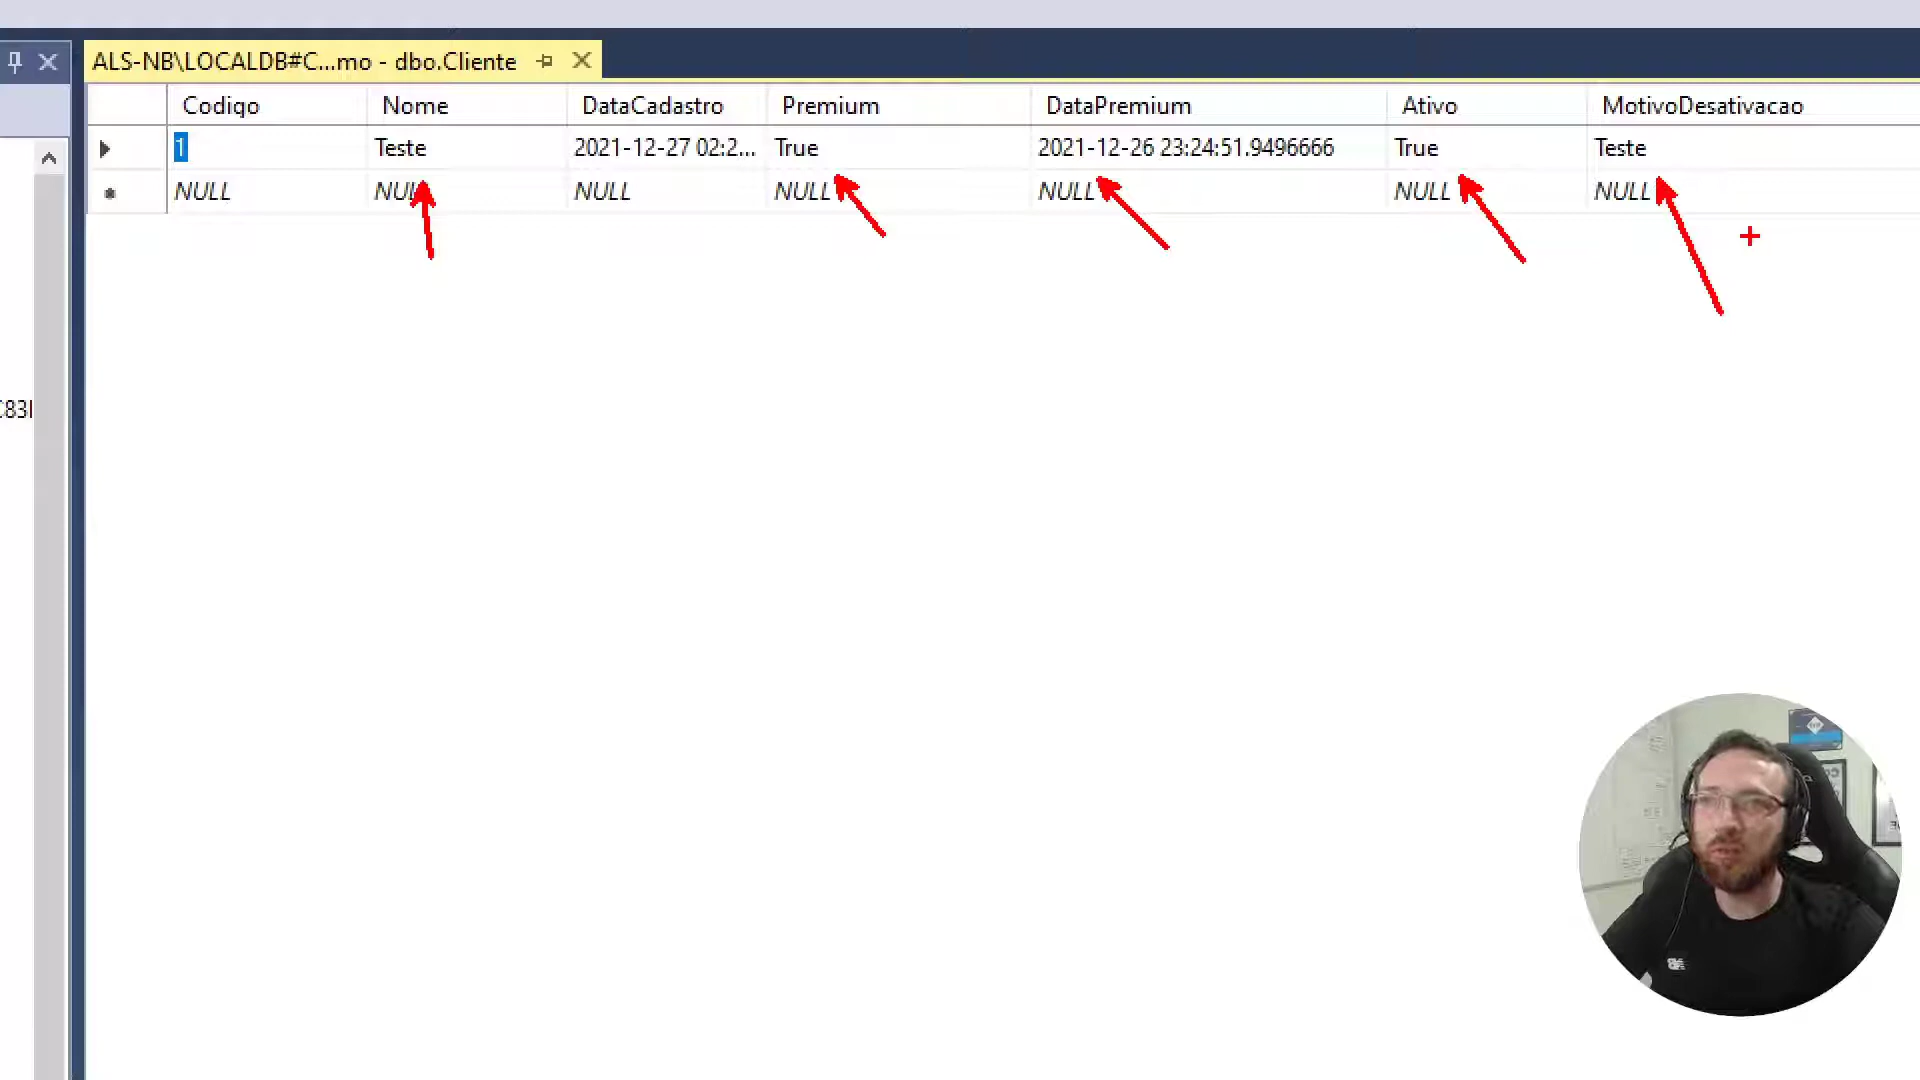 ALS-NB\LOCALDB#C...mo - dbo.Cliente
Codigo Nome DataCadastro Premium DataPremium Ativo MotivoDesativacao
1 Teste 2021-12-27 02:2... True 2021-12-26 23:24:51.9496666 True Teste
NULL NULL NULL NULL NULL NULL NULL